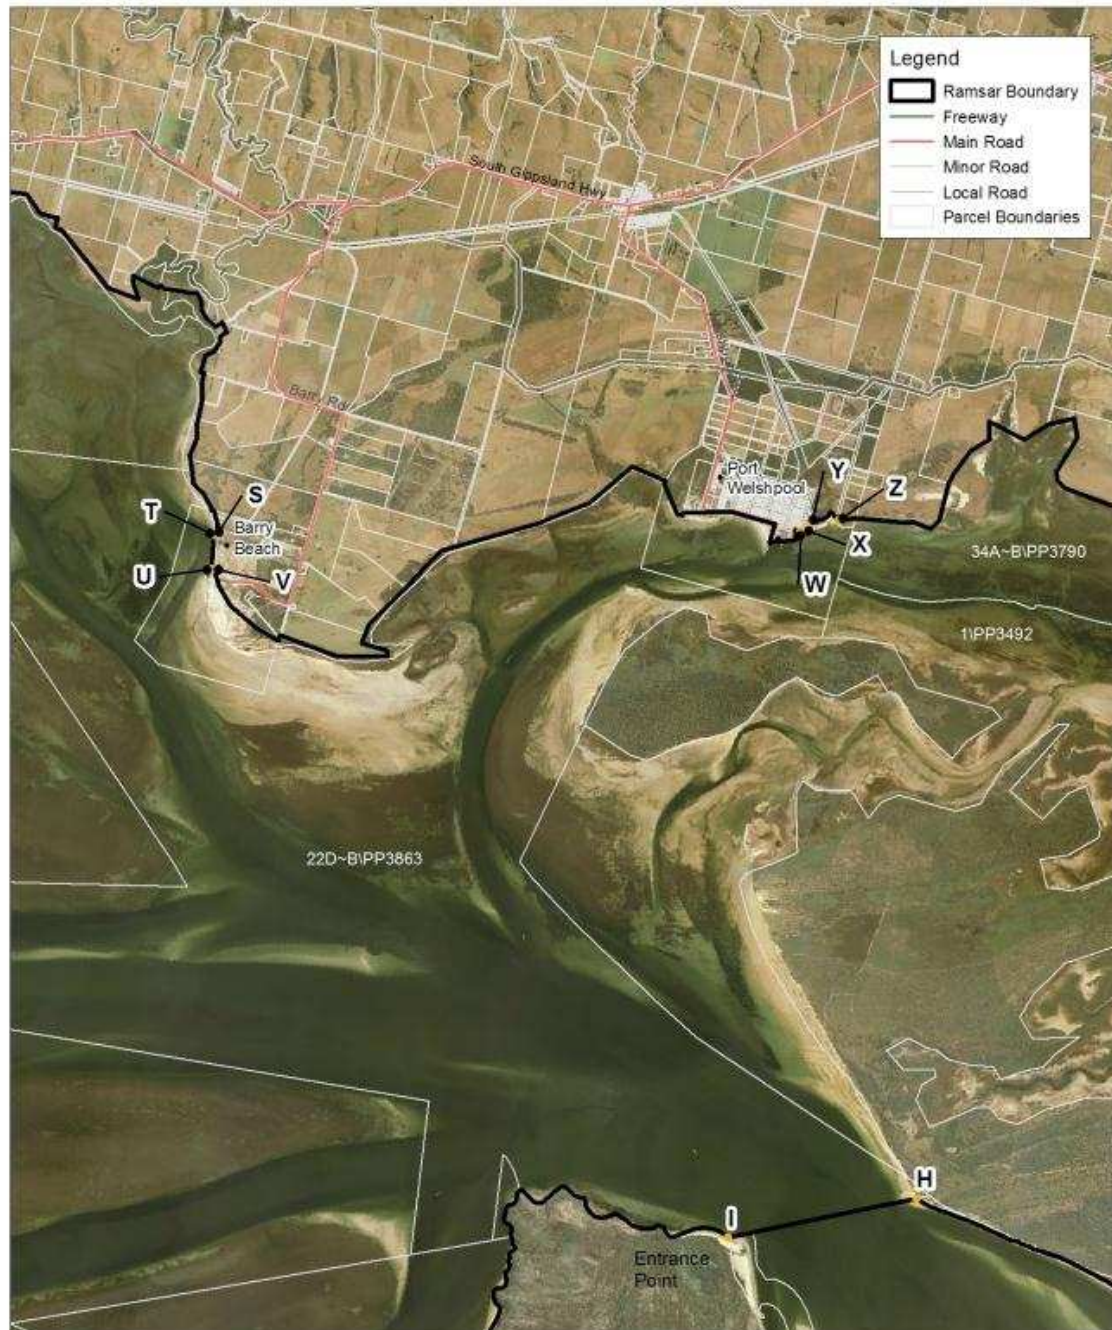 Legend
Ramsar Boundary
Freeway
Main Road
Minor Road
Local Road
Parcel Boundaries
South Gippsland Hwy
Barry Rd
Port
Welshpool
Y
Z
S
T
Barry
Beach
X
W
U
V
34A~B\PP3790
1\PP3492
22D~B\PP3863
H
I
Entrance
Point